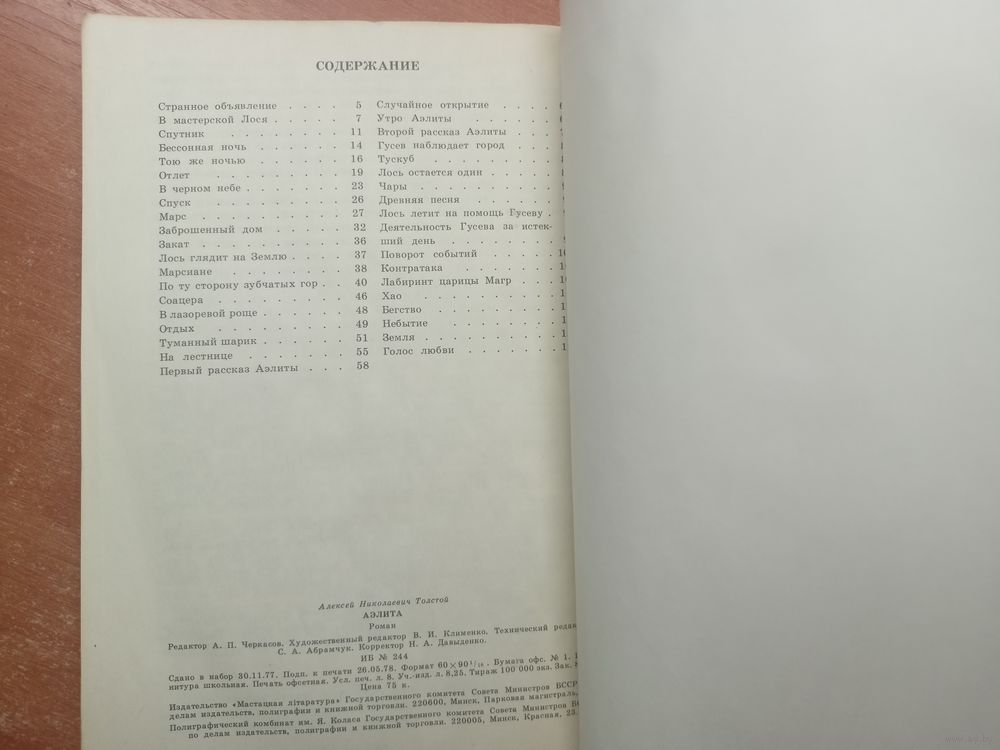 СОДЕРЖАНИЕ
Странное объявление . . . . 5
В мастерской Лося . . . . . 7
Спутник . . . . . . . . 11
Бессонная ночь . . . . . . 14
Тою же ночью . . . . . . 16
Отлет . . . . . . . . . 19
В черном небе . . . . . . . 23
Спуск . . . . . . . . . 26
Марс . . . . . . . . . . 27
Заброшенный дом . . . . . 32
Закат . . . . . . . . . . 36
Лось глядит на Землю . . . . 37
Марсиане . . . . . . . . 38
По ту сторону зубчатых гор . . 40
Соацера . . . . . . . . . 46
В лазоревой роще . . . . . . 48
Отдых . . . . . . . . . 49
Туманный шарик . . . . . . 51
На лестнице . . . . . . . 55
Первый рассказ Аэлиты . . . 58
Случайное открытие . . . .
Утро Аэлиты . . . . . .
Второй рассказ Аэлиты . . .
Гусев наблюдает город . . .
Тускуб . . . . . . . . .
Лось остается один . . . . .
Чары . . . . . . . . . .
Древняя песня . . . . . .
Лось летит на помощь Гусеву .
Деятельность Гусева за истек-
ший день . . . . . . . .
Поворот событий . . . . .
Контратака . . . . . . .
Лабиринт царицы Магр . . .
Хао . . . . . . . . . .
Бегство . . . . . . . . .
Небытие . . . . . . . .
Земля . . . . . . . . . .
Голос любви . . . . . . .
Алексей Николаевич Толстой
АЭЛИТА
Роман
Редактор А. П. Черкасов. Художественный редактор В. И. Клименко. Технический редак
С. А. Абрамчук. Корректор Н. А. Давыденко.
ИБ № 244
Сдано в набор 30.11.77. Подп. к печати 26.05.78. Формат 60×90 1/16. Бумага офс. № 1.
нитура школьная. Печать офсетная. Усл. печ. л. 8. Уч.-изд. л. 8,25. Тираж 100 000 экз. Зак.
Цена 75 к.
Издательство «Мастацкая літаратура» Государственного комитета Совета Министров БССР
делам издательств, полиграфии и книжной торговли. 220600, Минск, Парковая магистраль,
Полиграфический комбинат им. Я. Коласа Государственного комитета Совета Министров
по делам издательств, полиграфии и книжной торговли. 220005, Минск, Красная, 23.